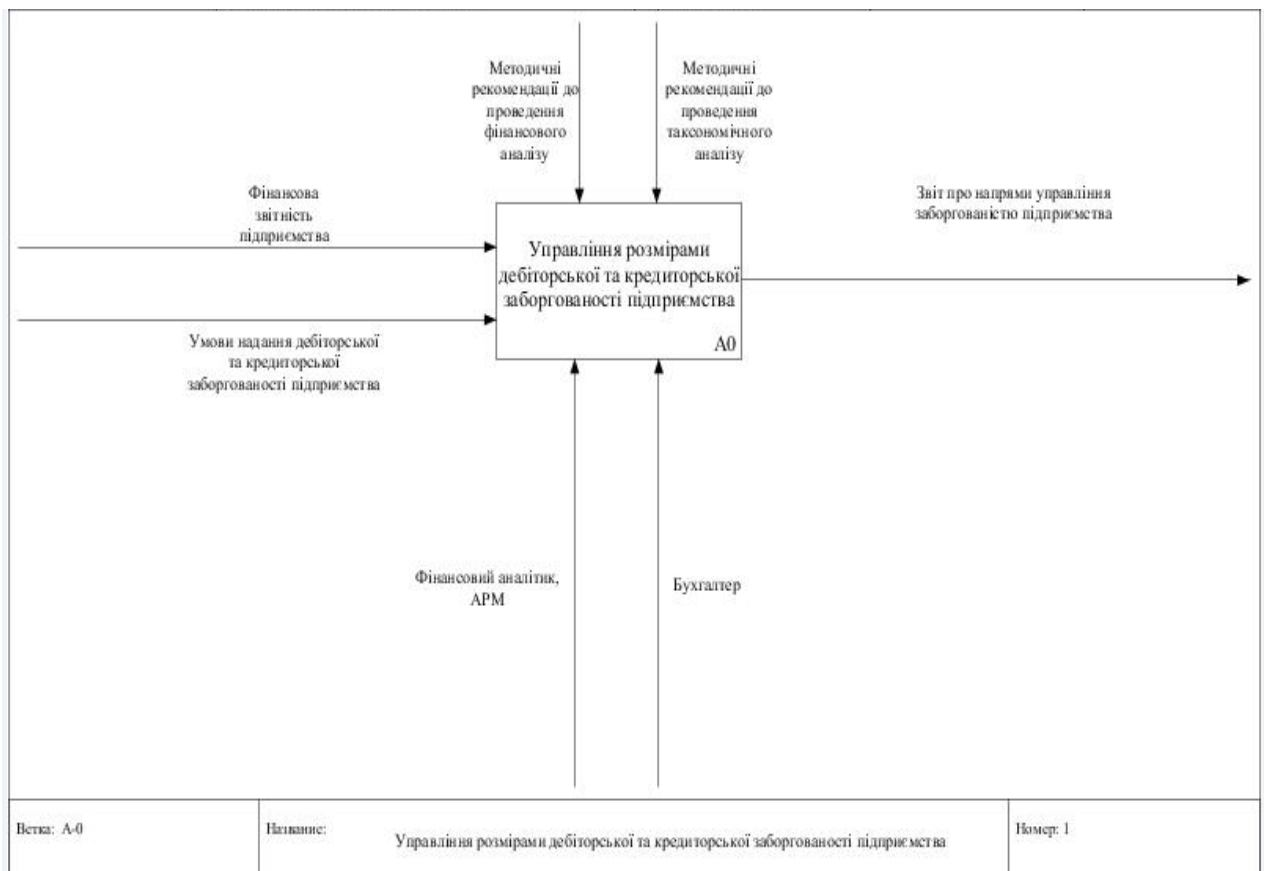 Методичні
рекомендації до
проведення
фінансового
аналізу
Методичні
рекомендації до
проведення
таксономічного
аналізу
Фінансова
звітність
підприємства
Звіт про напрями управління
заборгованістю підприємства
Управління розмірами
дебіторської та кредиторської
заборгованості підприємства
А0
Умови надання дебіторської
та кредиторської
заборгованості підприємства
Фінансовий аналітик,
АРМ
Бухгалтер
Ветка: А-0
Название:
Управління розмірами дебіторської та кредиторської заборгованості підприємства
Номер: 1